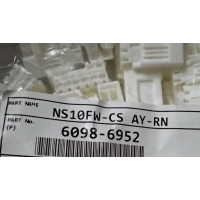 PART NAME
NS10FW-CS AY-RN
PART NO.
(P)
6098-6952